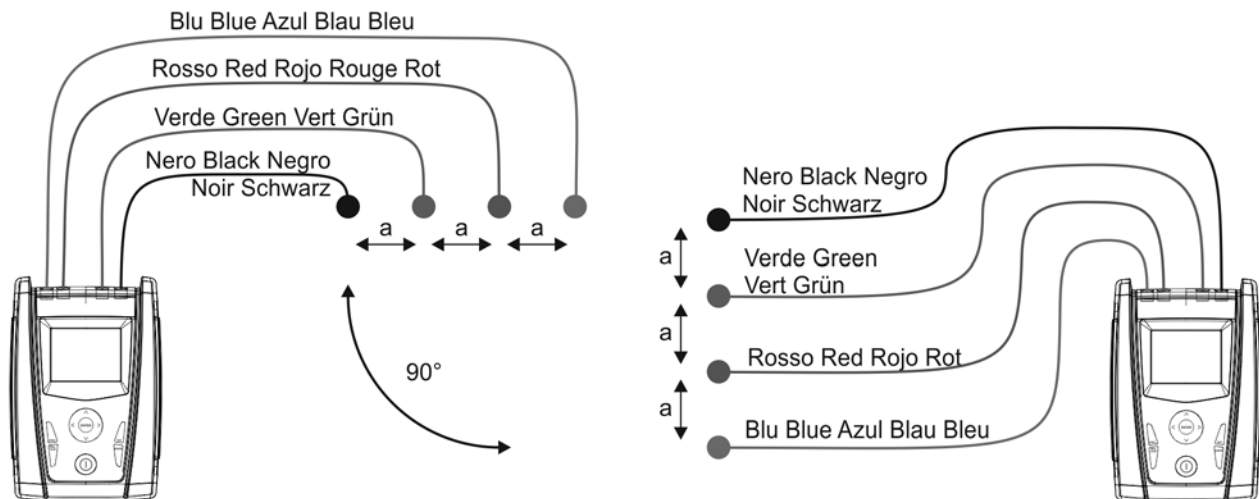 Blu Blue Azul Blau Bleu
Rosso Red Rojo Rouge Rot
Verde Green Vert Grün
Nero Black Negro
Noir Schwarz
a
a
a
90°
Nero Black Negro
Noir Schwarz
a
Verde Green
Vert Grün
a
Rosso Red Rojo Rot
a
Blu Blue Azul Blau Bleu